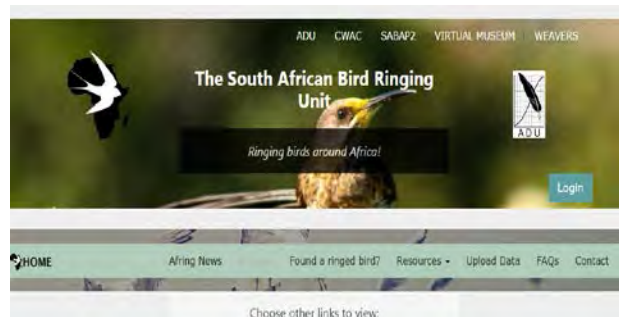 ADU CWAC SABAP2 VIRTUAL MUSEUM WEAVERS
The South African Bird Ringing
Unit
ADU
Ringing birds around Africa!
Login
HOME Afring News Found a ringed bird? Resources Upload Data FAQs Contact
Choose other links to view: